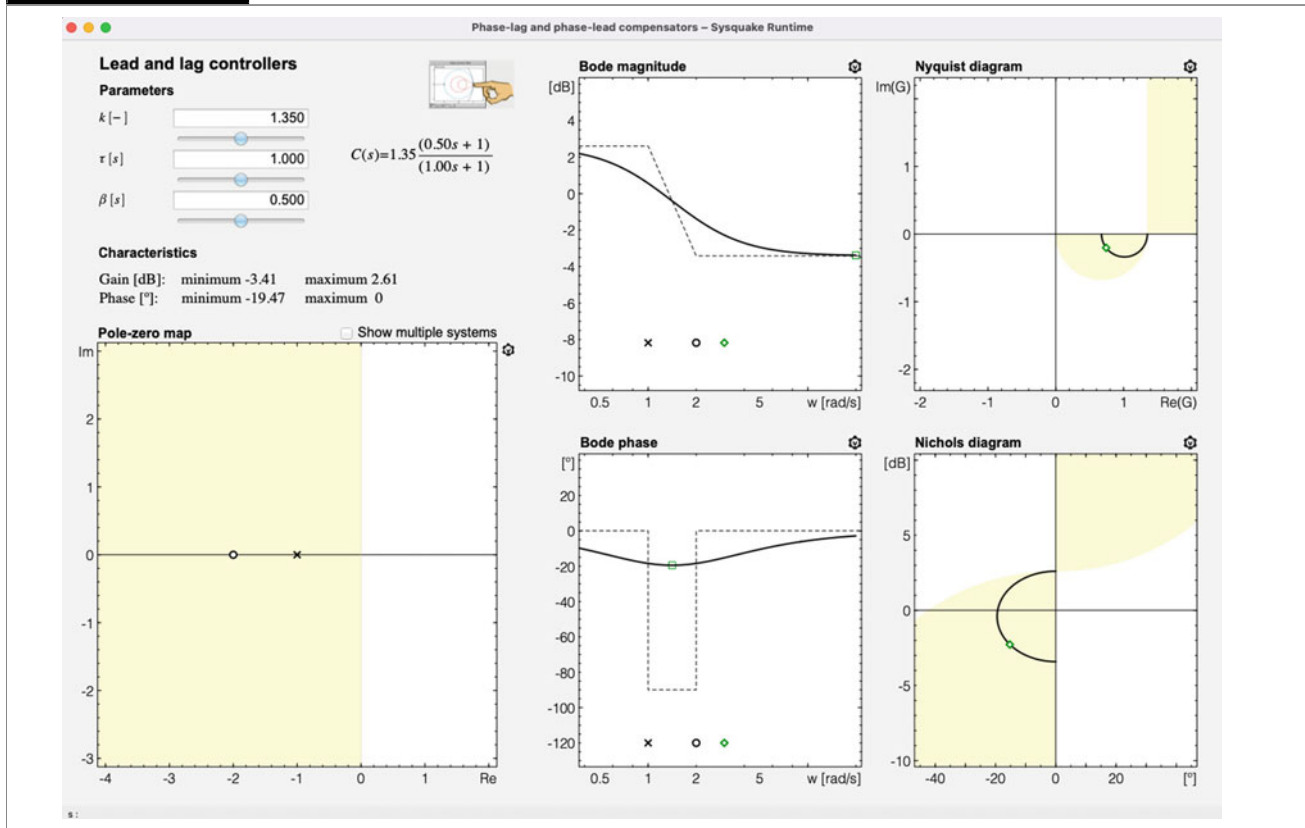 Phase-lag and phase-lead compensators – Sysquake Runtime
Lead and lag controllers
Parameters
k [–] 1.350
τ [s] 1.000
β [s] 0.500
C(s)=1.35 (0.50s + 1)
(1.00s + 1)
Characteristics
Gain [dB]: minimum -3.41 maximum 2.61
Phase [º]: minimum -19.47 maximum 0
Pole-zero map Show multiple systems
Im
2
1
0
-1
-2
-3
-4 -3 -2 -1 0 1 Re
Bode magnitude
[dB]
4
2
0
-2
-4
-6
-8
-10
0.5 1 2 5 w [rad/s]
Nyquist diagram
Im(G)
1
0
-1
-2
-2 -1 0 1 Re(G)
Bode phase
[º]
20
0
-20
-40
-60
-80
-100
-120
0.5 1 2 5 w [rad/s]
Nichols diagram
[dB]
5
0
-5
-10
-40 -20 0 20 [º]
s :